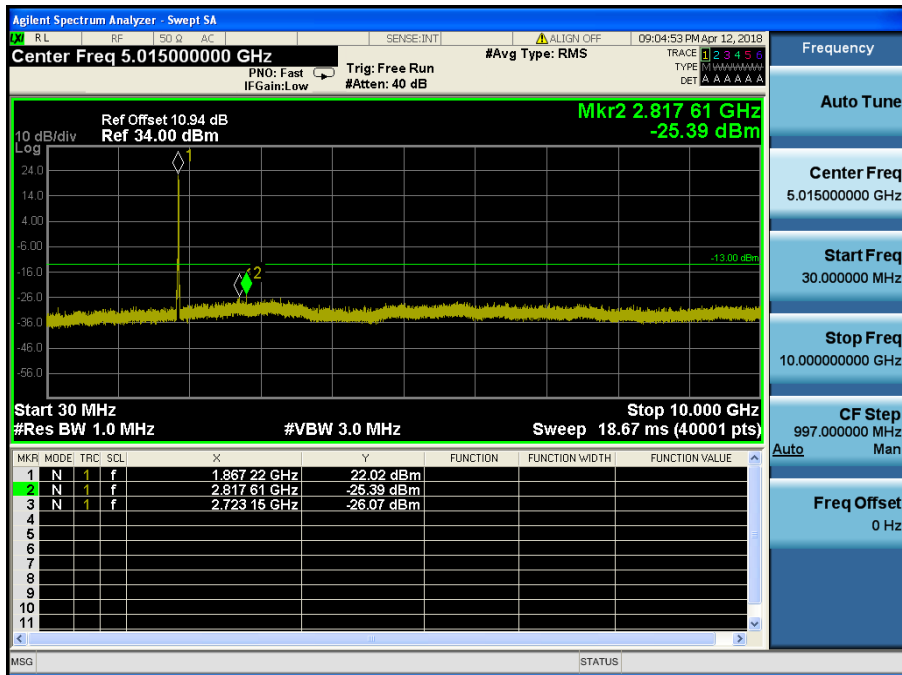 Agilent Spectrum Analyzer - Swept SA
LXI RL RF 50 Ω AC SENSE:INT ALIGN OFF 09:04:53 PM Apr 12, 2018
Center Freq 5.015000000 GHz #Avg Type: RMS TRACE 1 2 3 4 5 6
PNO: Fast Trig: Free Run TYPE M WWWWW
IFGain:Low #Atten: 40 dB DET A A A A A A
Mkr2 2.817 61 GHz
-25.39 dBm
Ref Offset 10.94 dB
10 dB/div Ref 34.00 dBm
Log
1
24.0
14.0
4.00
-6.00
-13.00 dBm
-16.0
2
-26.0
-36.0
-46.0
-56.0
Start 30 MHz Stop 10.000 GHz
#Res BW 1.0 MHz #VBW 3.0 MHz Sweep 18.67 ms (40001 pts)
MKR MODE TRC SCL X Y FUNCTION FUNCTION WIDTH FUNCTION VALUE
1 N 1 f 1.867 22 GHz 22.02 dBm
2 N 1 f 2.817 61 GHz -25.39 dBm
3 N 1 f 2.723 15 GHz -26.07 dBm
4
5
6
7
8
9
10
11
MSG STATUS
Frequency
Auto Tune
Center Freq
5.015000000 GHz
Start Freq
30.000000 MHz
Stop Freq
10.000000000 GHz
CF Step
997.000000 MHz
Auto Man
Freq Offset
0 Hz